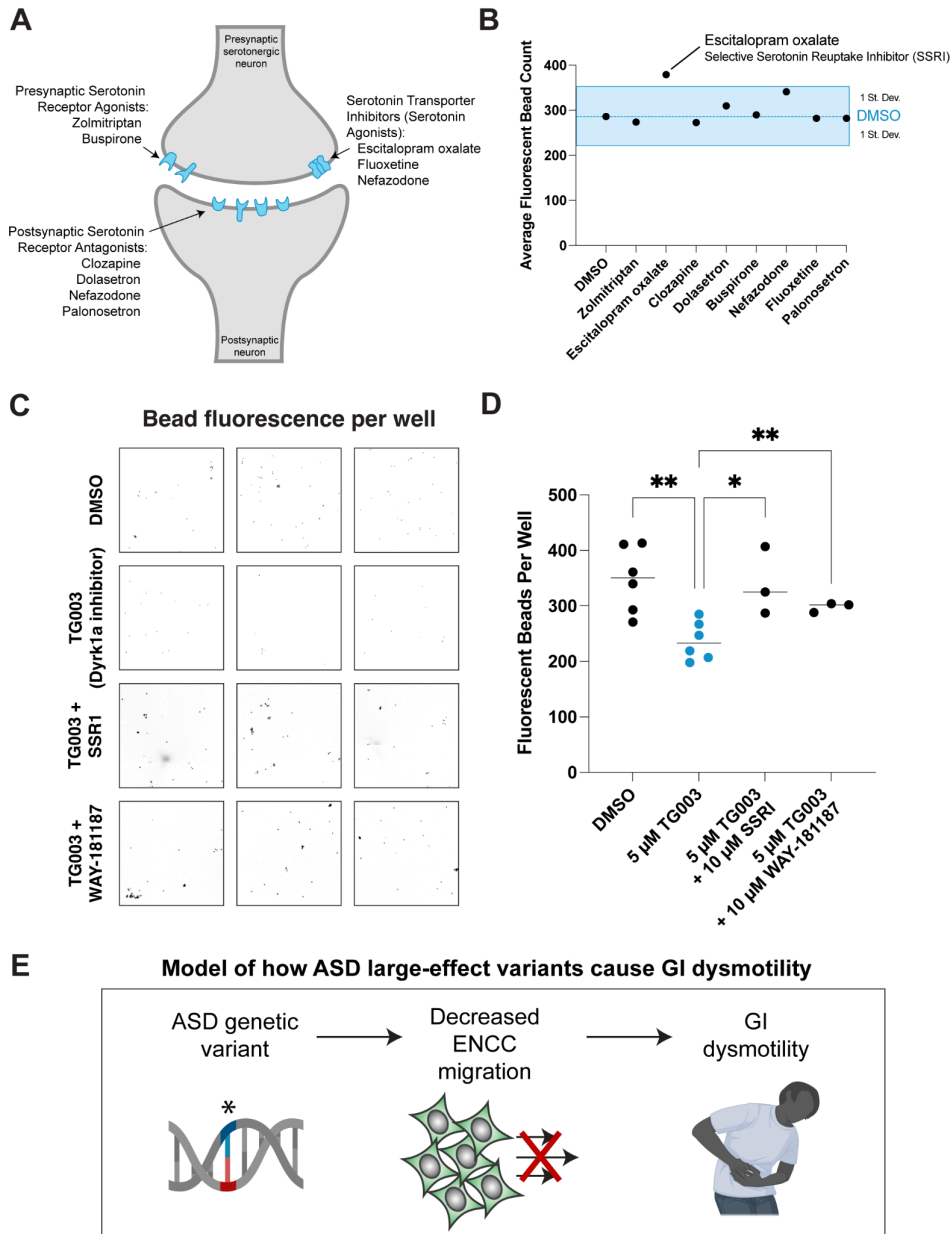 A
Presynaptic
serotonergic
neuron
Presynaptic Serotonin
Receptor Agonists:
Zolmitriptan
Buspirone
Serotonin Transporter
Inhibitors (Serotonin
Agonists):
Escitalopram oxalate
Fluoxetine
Nefazodone
Postsynaptic Serotonin
Receptor Antagonists:
Clozapine
Dolasetron
Nefazodone
Palonosetron
Postsynaptic
neuron
B
Escitalopram oxalate
Selective Serotonin Reuptake Inhibitor (SSRI)
Average Fluorescent Bead Count
400
300
200
100
0
1 St. Dev.
DMSO
1 St. Dev.
DMSO
Zolmitriptan
Escitalopram oxalate
Clozapine
Dolasetron
Buspirone
Nefazodone
Fluoxetine
Palonosetron
C
Bead fluorescence per well
DMSO
TG003
(Dyrk1a inhibitor)
TG003 +
SSR1
TG003 +
WAY-181187
D
Fluorescent Beads Per Well
500
400
300
200
100
0
**
*
**
DMSO
5 µM TG003
5 µM TG003
+ 10 µM SSRI
5 µM TG003
+ 10 µM WAY-181187
E
Model of how ASD large-effect variants cause GI dysmotility
ASD genetic
variant
Decreased
ENCC
migration
GI
dysmotility
*